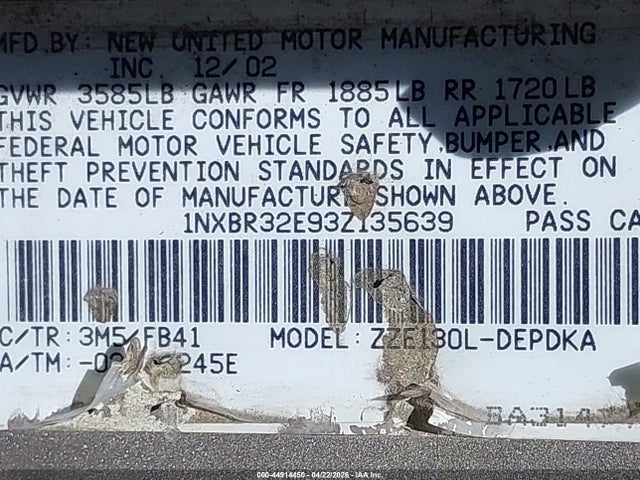 MFD.BY: NEW UNITED MOTOR MANUFACTURING
INC. 12/02
GVWR 3585LB GAWR FR 1885LB RR 1720LB
THIS VEHICLE CONFORMS TO ALL APPLICABLE
FEDERAL MOTOR VEHICLE SAFETY,BUMPER,AND
THEFT PREVENTION STANDARDS IN EFFECT ON
THE DATE OF MANUFACTUR SHOWN ABOVE.
1NXBR32E93Z135639 PASS CA
C/TR: 3M5/FB41 MODEL: ZZE130L-DEPDKA
A/TM: 245E
BA314
000-44914450 - 04/22/2026 - IAA Inc.